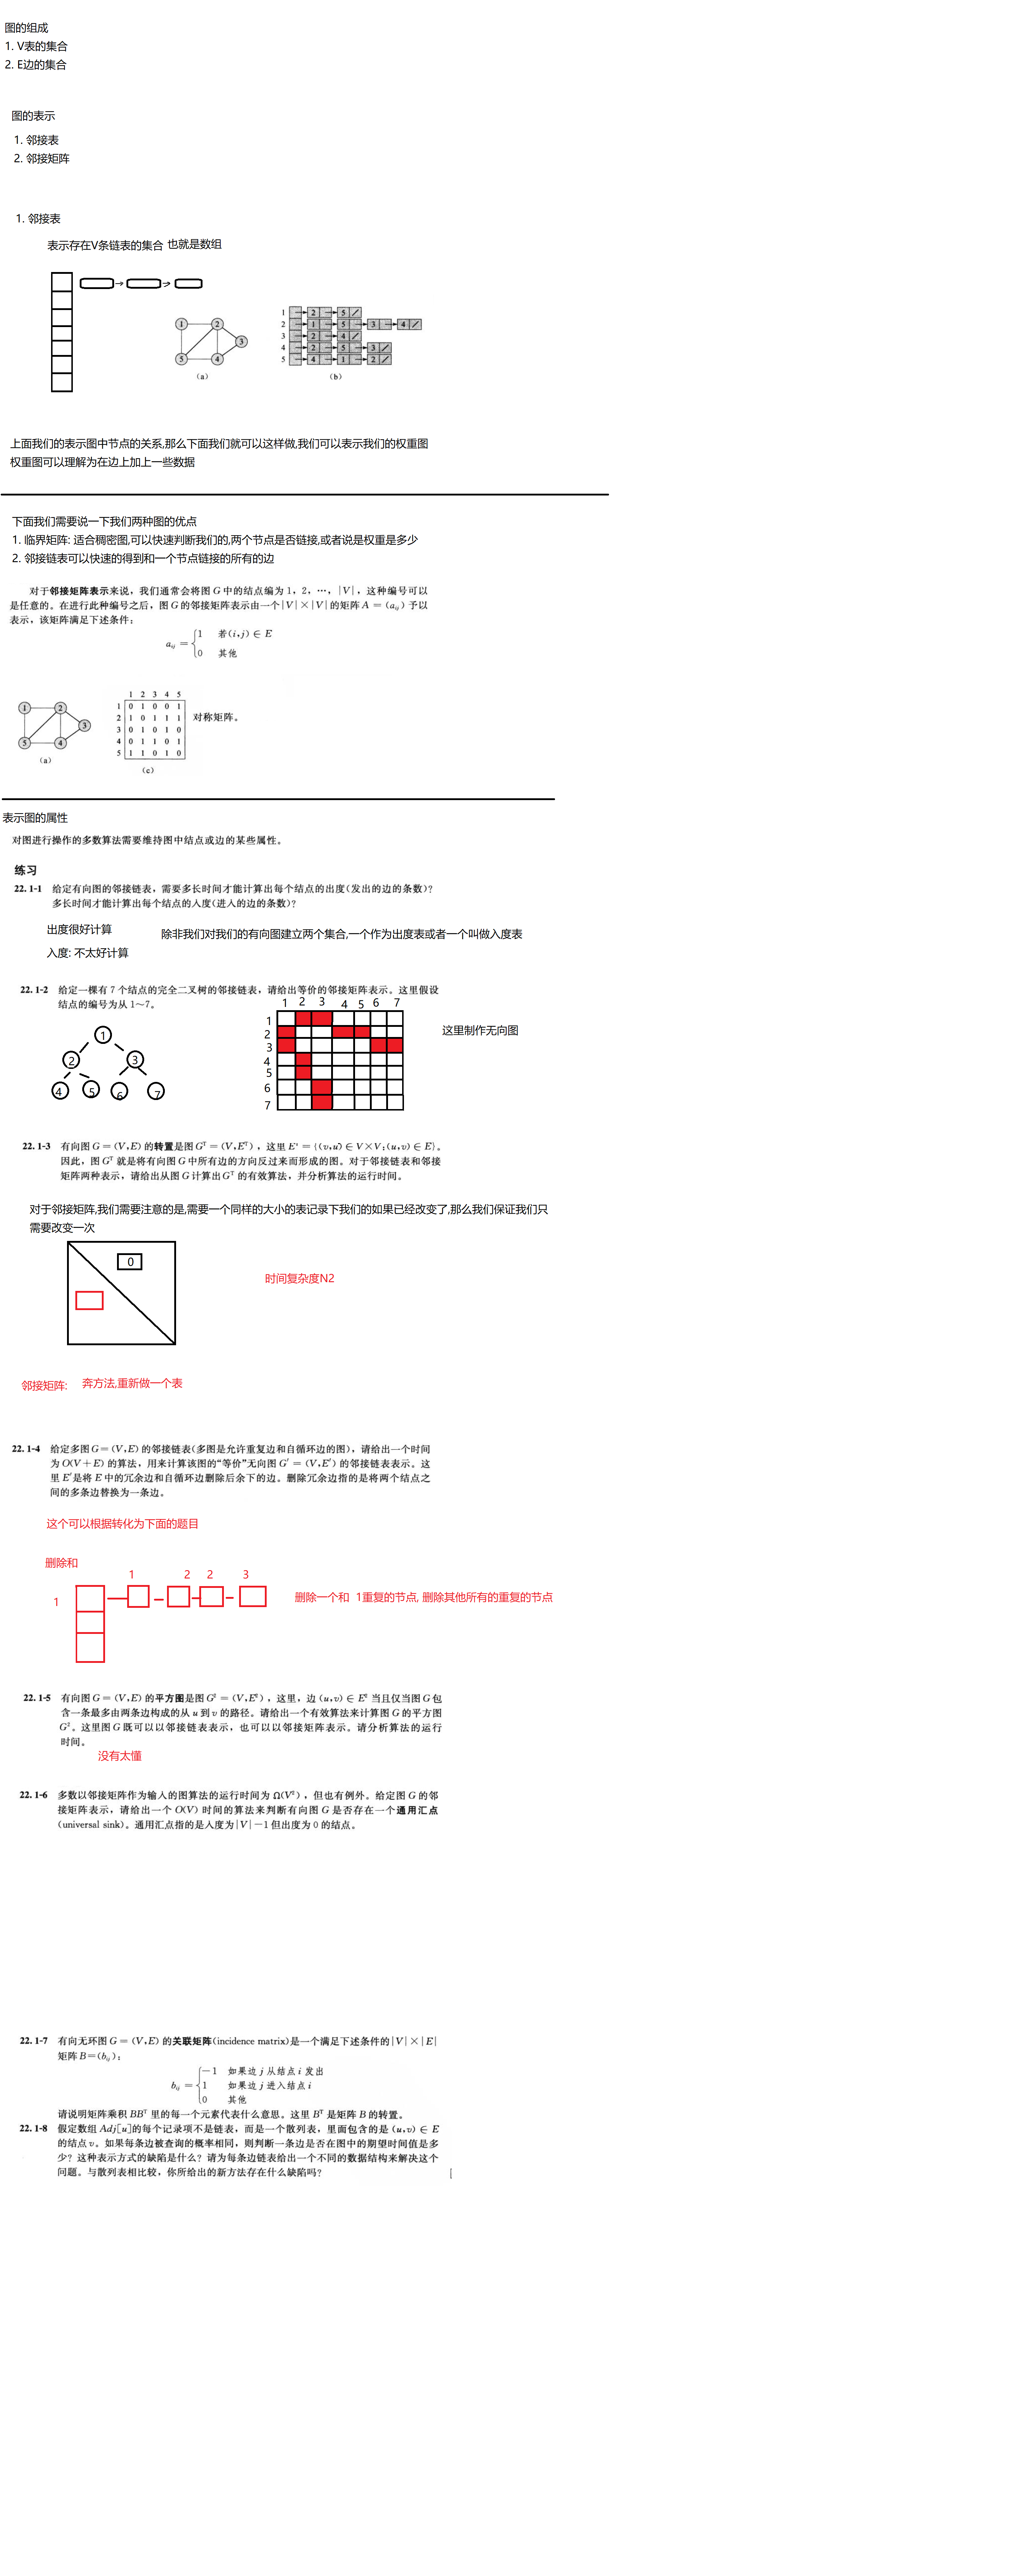 图的组成
1. V表的集合
2. E边的集合
图的表示
1. 邻接表
2. 邻接矩阵
1. 邻接表
表示存在V条链表的集合 也就是数组
1 2 5
2 1 5 3 4
3 2 4
4 2 5 3
5 4 1 2
1 2
3
5 4
(a) (b)
上面我们的表示图中节点的关系,那么下面我们就可以这样做,我们可以表示我们的权重图
权重图可以理解为在边上加上一些数据
下面我们需要说一下我们两种图的优点
1. 临界矩阵: 适合稠密图,可以快速判断我们的,两个节点是否链接,或者说是权重是多少
2. 邻接链表可以快速的得到和一个节点链接的所有的边
对于邻接矩阵表示来说，我们通常会将图 G 中的结点编为 1，2，…，|V|，这种编号可以
是任意的。在进行此种编号之后，图 G 的邻接矩阵表示由一个|V|×|V|的矩阵 A＝(aij)予以
表示，该矩阵满足下述条件：
aij = { 1 若(i,j) ∈ E
0 其他
1 2
3
5 4
(a)
1 2 3 4 5
1 0 1 0 0 1
2 1 0 1 1 1
3 0 1 0 1 0
4 0 1 1 0 1
5 1 1 0 1 0
对称矩阵。
(c)
表示图的属性
对图进行操作的多数算法需要维持图中结点或边的某些属性。
练习
22.1-1 给定有向图的邻接链表，需要多长时间才能计算出每个结点的出度(发出的边的条数)？
多长时间才能计算出每个结点的入度(进入的边的条数)？
出度很好计算
除非我们对我们的有向图建立两个集合,一个作为出度表或者一个叫做入度表
入度: 不太好计算
22.1-2 给定一棵有 7 个结点的完全二叉树的邻接链表，请给出等价的邻接矩阵表示。这里假设
结点的编号为从 1～7。
1
2 3
4 5 6 7
1 2 3 4 5 6 7
1
2
3
4
5
6
7
这里制作无向图
22.1-3 有向图 G＝(V,E)的转置是图 G^T＝(V,E^T)，这里 E^T＝{(v,u) ∈ V×V:(u,v) ∈ E}。
因此，图 G^T 就是将有向图 G 中所有边的方向反过来而形成的图。对于邻接链表和邻接
矩阵两种表示，请给出从图 G 计算出 G^T 的有效算法，并分析算法的运行时间。
对于邻接矩阵,我们需要注意的是,需要一个同样的大小的表记录下我们的如果已经改变了,那么我们保证我们只
需要改变一次
0
时间复杂度N2
邻接矩阵: 奔方法,重新做一个表
22.1-4 给定多图 G＝(V,E)的邻接链表(多图是允许重复边和自循环边的图)，请给出一个时间
为 O(V＋E)的算法，用来计算该图的“等价”无向图 G′＝(V,E′)的邻接链表表示。这
里 E′是将 E 中的冗余边和自循环边删除后余下的边。删除冗余边指的是将两个结点之
间的多条边替换为一条边。
这个可以根据转化为下面的题目
删除和
1 2 2 3
1
删除一个和 1重复的节点, 删除其他所有的重复的节点
22.1-5 有向图 G＝(V,E)的平方图是图 G²＝(V,E²)，这里，边(u,v) ∈ E² 当且仅当图 G 包
含一条最多由两条边构成的从 u 到 v 的路径。请给出一个有效算法来计算图 G 的平方图
G²。这里图 G 既可以以邻接链表表示，也可以以邻接矩阵表示。请分析算法的运行
时间。
没有太懂
22.1-6 多数以邻接矩阵作为输入的图算法的运行时间为 Ω(V²)，但也有例外。给定图 G 的邻
接矩阵表示，请给出一个 O(V)时间的算法来判断有向图 G 是否存在一个通用汇点
(universal sink)。通用汇点指的是入度为|V|－1 但出度为 0 的结点。
22.1-7 有向无环图 G＝(V,E)的关联矩阵(incidence matrix)是一个满足下述条件的|V|×|E|
矩阵 B＝(bij)：
bij = { －1 如果边 j 从结点 i 发出
1 如果边 j 进入结点 i
0 其他
请说明矩阵乘积 BB^T 里的每一个元素代表什么意思。这里 B^T 是矩阵 B 的转置。
22.1-8 假定数组 Adj[u]的每个记录项不是链表，而是一个散列表，里面包含的是(u,v) ∈ E
的结点 v。如果每条边被查询的概率相同，则判断一条边是否在图中的期望时间值是多
少？这种表示方式的缺陷是什么？请为每条边链表给出一个不同的数据结构来解决这个
问题。与散列表相比较，你所给出的新方法存在什么缺陷吗？